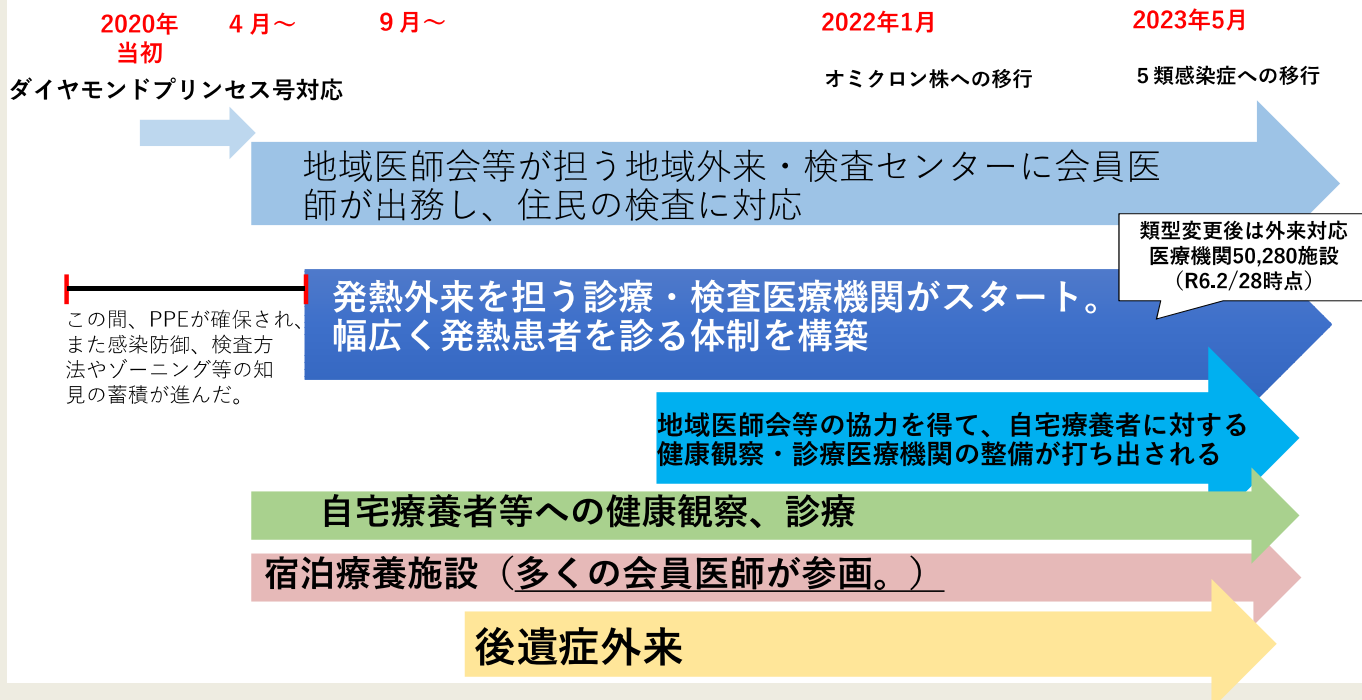 2020年
当初
4月～
9月～
2022年1月
2023年5月
ダイヤモンドプリンセス号対応
オミクロン株への移行
5類感染症への移行
地域医師会等が担う地域外来・検査センターに会員医
師が出務し、住民の検査に対応
類型変更後は外来対応
医療機関50,280施設
（R6.2/28時点）
発熱外来を担う診療・検査医療機関がスタート。
幅広く発熱患者を診る体制を構築
この間、PPEが確保され、
また感染防御、検査方
法やゾーニング等の知
見の蓄積が進んだ。
地域医師会等の協力を得て、自宅療養者に対する
健康観察・診療医療機関の整備が打ち出される
自宅療養者等への健康観察、診療
宿泊療養施設（多くの会員医師が参画。）
後遺症外来